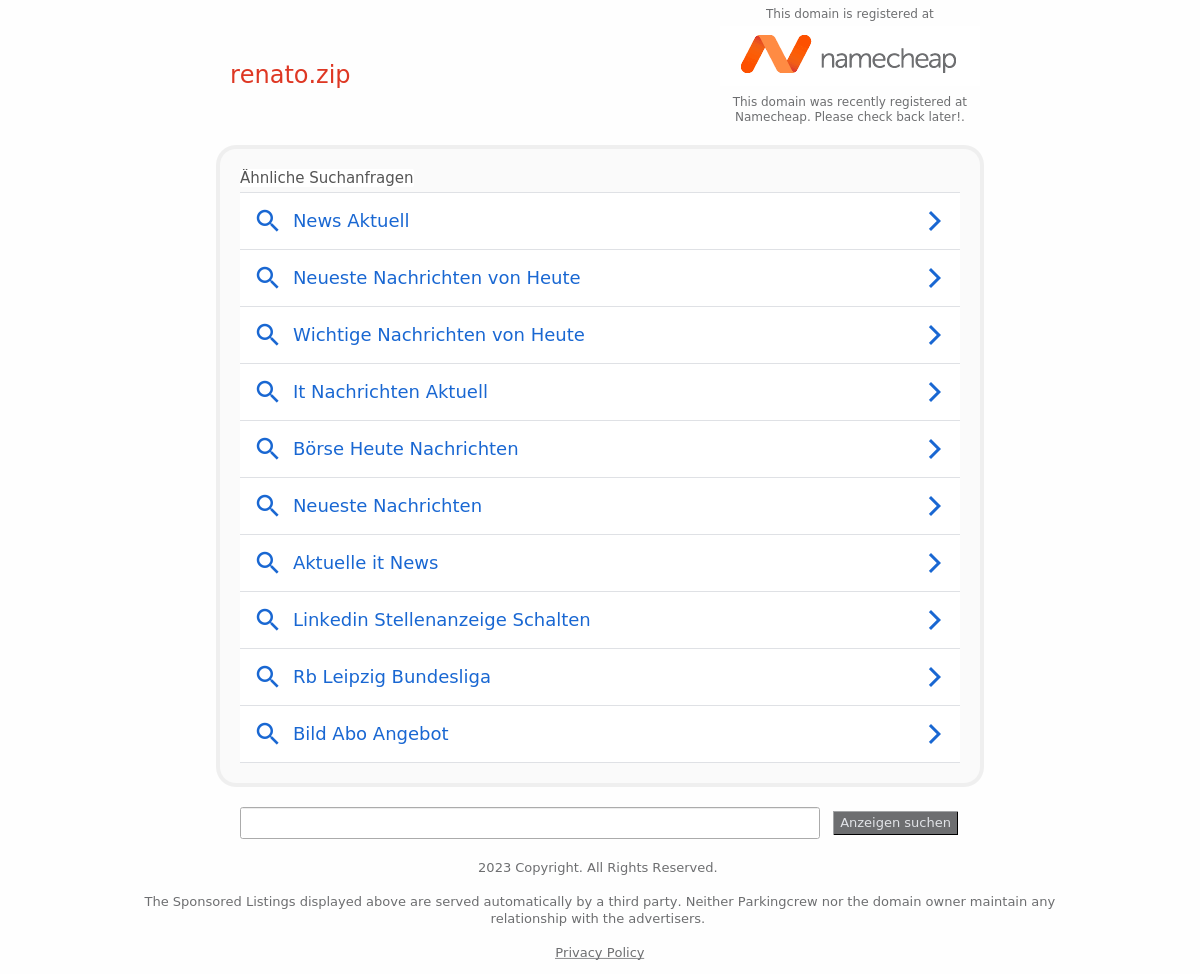 This domain is registered at
namecheap
renato.zip
This domain was recently registered at
Namecheap. Please check back later!.
Ähnliche Suchanfragen
News Aktuell
Neueste Nachrichten von Heute
Wichtige Nachrichten von Heute
It Nachrichten Aktuell
Börse Heute Nachrichten
Neueste Nachrichten
Aktuelle it News
Linkedin Stellenanzeige Schalten
Rb Leipzig Bundesliga
Bild Abo Angebot
Anzeigen suchen
2023 Copyright. All Rights Reserved.
The Sponsored Listings displayed above are served automatically by a third party. Neither Parkingcrew nor the domain owner maintain any
relationship with the advertisers.
Privacy Policy